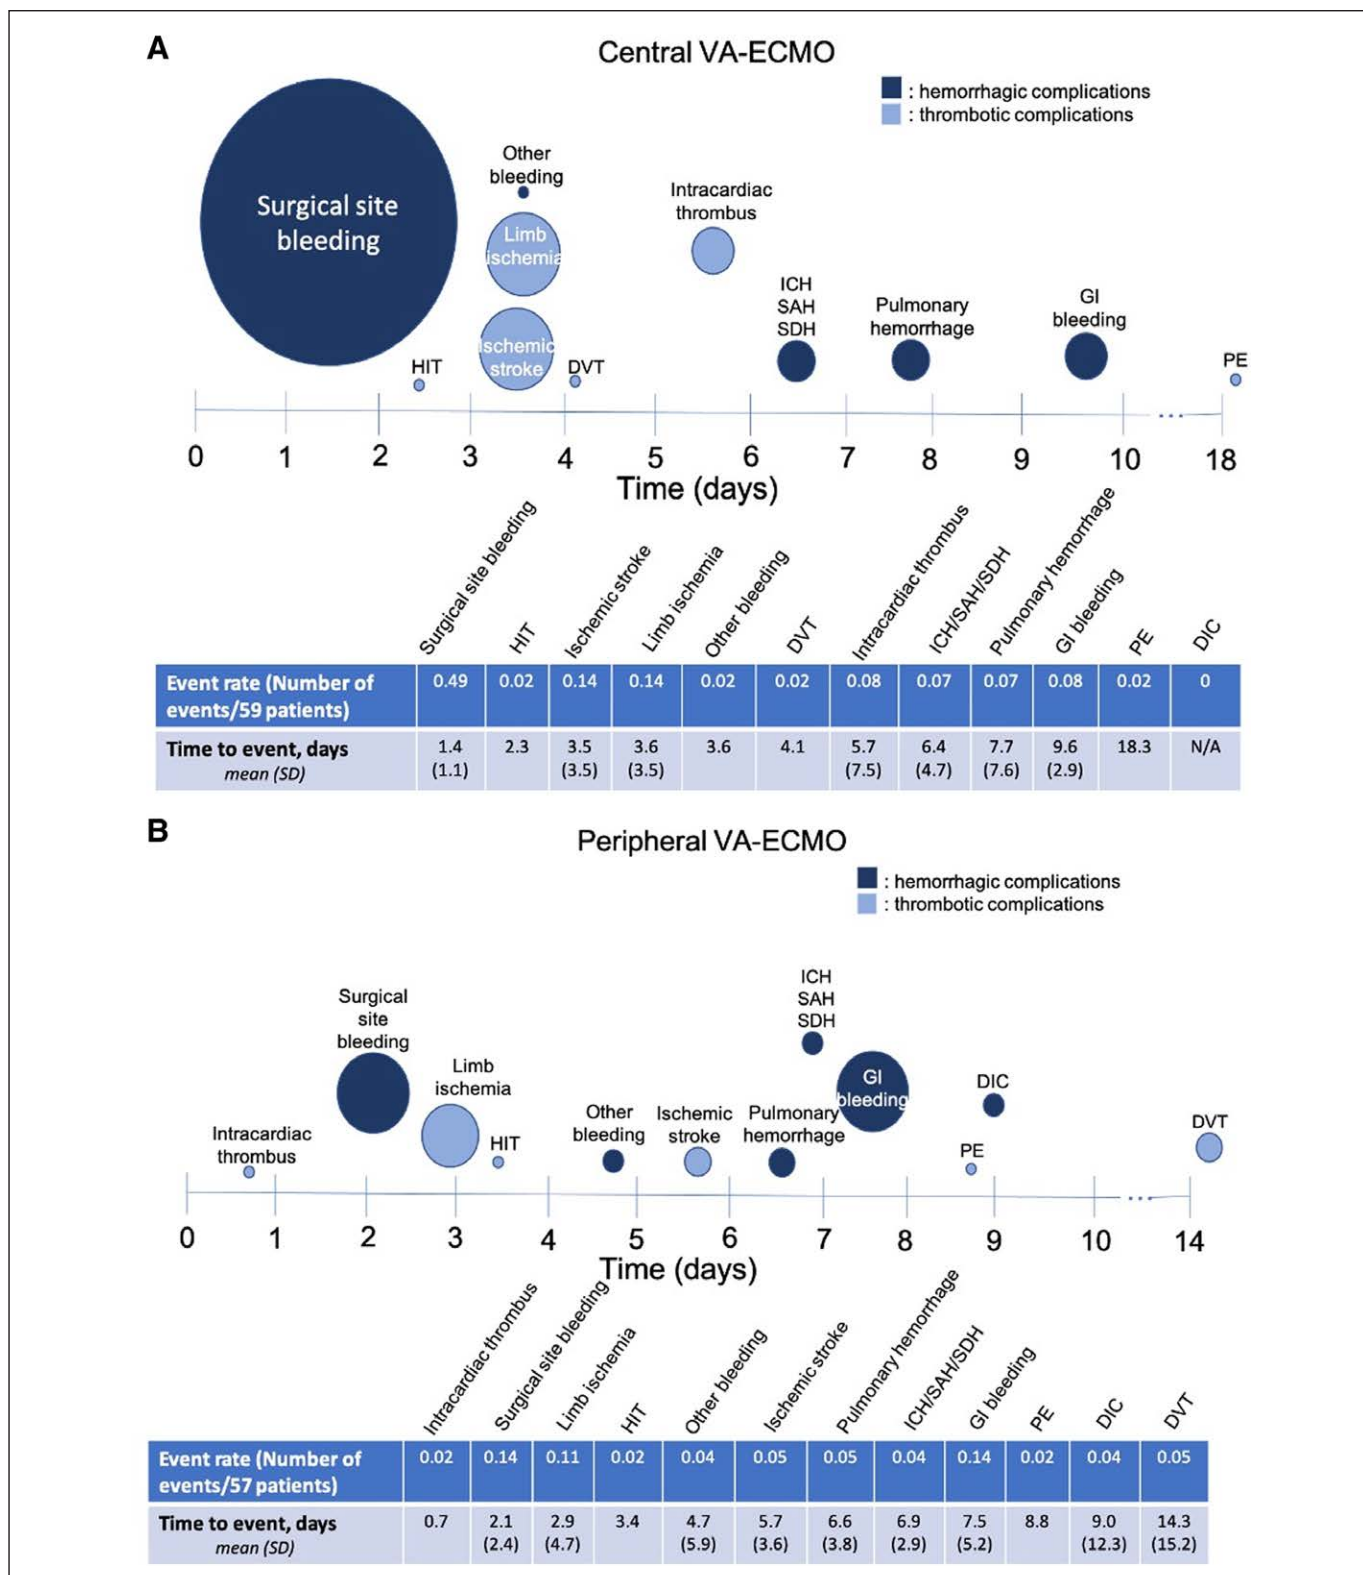 A
Central VA-ECMO
: hemorrhagic complications
: thrombotic complications
Surgical site
bleeding
Other
bleeding
Limb
ischemia
Ischemic
stroke
HIT
DVT
Intracardiac
thrombus
ICH
SAH
SDH
Pulmonary
hemorrhage
GI
bleeding
PE
0 1 2 3 4 5 6 7 8 9 10 ... 18
Time (days)
Surgical site bleeding
HIT
Ischemic stroke
Limb ischemia
Other bleeding
DVT
Intracardiac thrombus
ICH/SAH/SDH
Pulmonary hemorrhage
GI bleeding
PE
DIC
Event rate (Number of
events/59 patients)
0.49 0.02 0.14 0.14 0.02 0.02 0.08 0.07 0.07 0.08 0.02 0
Time to event, days
mean (SD)
1.4 2.3 3.5 3.6 3.6 4.1 5.7 6.4 7.7 9.6 18.3 N/A
(1.1) (3.5) (3.5) (7.5) (4.7) (7.6) (2.9)
B
Peripheral VA-ECMO
: hemorrhagic complications
: thrombotic complications
Intracardiac
thrombus
Surgical
site
bleeding
Limb
ischemia
HIT
Other
bleeding
Ischemic
stroke
Pulmonary
hemorrhage
ICH
SAH
SDH
GI
bleeding
PE
DIC
DVT
0 1 2 3 4 5 6 7 8 9 10 ... 14
Time (days)
Intracardiac thrombus
Surgical site bleeding
Limb ischemia
HIT
Other bleeding
Ischemic stroke
Pulmonary hemorrhage
ICH/SAH/SDH
GI bleeding
PE
DIC
DVT
Event rate (Number of
events/57 patients)
0.02 0.14 0.11 0.02 0.04 0.05 0.05 0.04 0.14 0.02 0.04 0.05
Time to event, days
mean (SD)
0.7 2.1 2.9 3.4 4.7 5.7 6.6 6.9 7.5 8.8 9.0 14.3
(2.4) (4.7) (5.9) (3.6) (3.8) (2.9) (5.2) (12.3) (15.2)